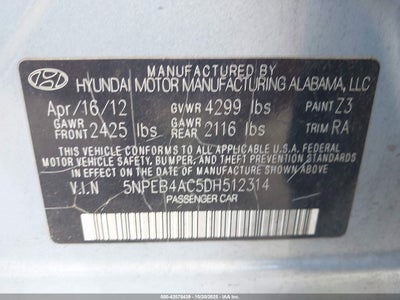 MANUFACTURED BY
HYUNDAI MOTOR MANUFACTURING ALABAMA, LLC
Apr/16/12 GVWR 4299 lbs PAINT Z3
GAWR FRONT 2425 lbs GAWR REAR 2116 lbs TRIM RA
THIS VEHICLE CONFORMS TO ALL APPLICABLE U.S.A FEDERAL
MOTOR VEHICLE SAFETY, BUMPER, AND THEFT PREVENTION
STANDARDS IN EFFECT ON THE DATE OF MANUFACTURE
SHOWN ABOVE.
V.I.N 5NPEB4AC5DH512314
PASSENGER CAR